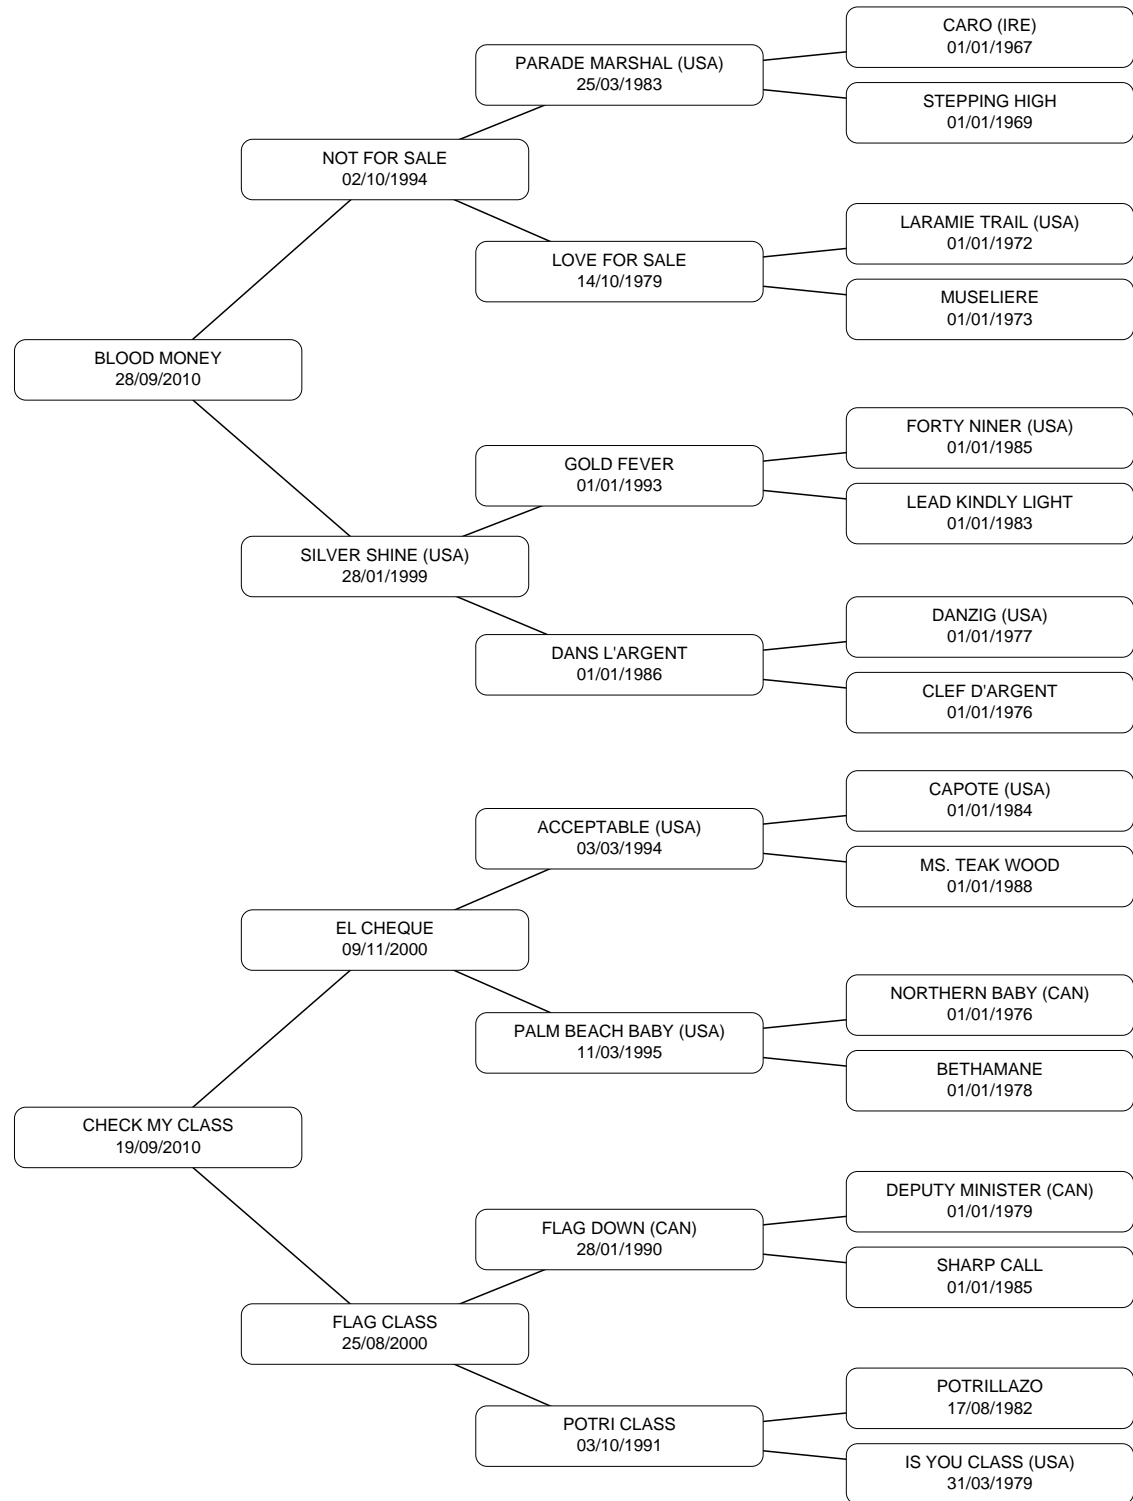 CARO (IRE)
01/01/1967
PARADE MARSHAL (USA)
25/03/1983
STEPPING HIGH
01/01/1969
NOT FOR SALE
02/10/1994
LARAMIE TRAIL (USA)
01/01/1972
LOVE FOR SALE
14/10/1979
MUSELIERE
01/01/1973
BLOOD MONEY
28/09/2010
FORTY NINER (USA)
01/01/1985
GOLD FEVER
01/01/1993
LEAD KINDLY LIGHT
01/01/1983
SILVER SHINE (USA)
28/01/1999
DANZIG (USA)
01/01/1977
DANS L'ARGENT
01/01/1986
CLEF D'ARGENT
01/01/1976
CAPOTE (USA)
01/01/1984
ACCEPTABLE (USA)
03/03/1994
MS. TEAK WOOD
01/01/1988
EL CHEQUE
09/11/2000
NORTHERN BABY (CAN)
01/01/1976
PALM BEACH BABY (USA)
11/03/1995
BETHAMANE
01/01/1978
CHECK MY CLASS
19/09/2010
DEPUTY MINISTER (CAN)
01/01/1979
FLAG DOWN (CAN)
28/01/1990
SHARP CALL
01/01/1985
FLAG CLASS
25/08/2000
POTRILLAZO
17/08/1982
POTRI CLASS
03/10/1991
IS YOU CLASS (USA)
31/03/1979